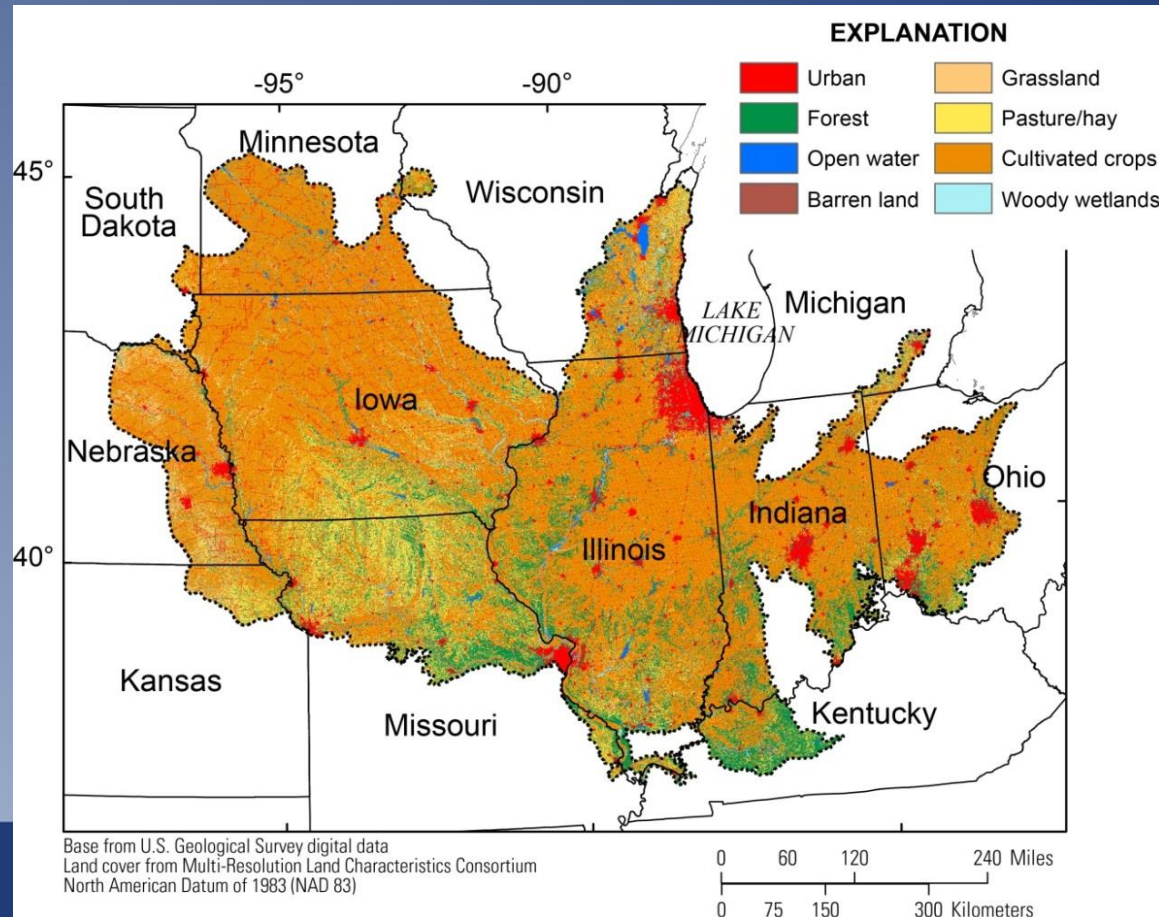 EXPLANATION
Urban
Grassland
Forest
Pasture/hay
Open water
Cultivated crops
Barren land
Woody wetlands
-95°
-90°
45°
40°
Minnesota
Wisconsin
South
Dakota
LAKE
MICHIGAN
Michigan
Iowa
Nebraska
Ohio
Indiana
Illinois
Kansas
Missouri
Kentucky
Base from U.S. Geological Survey digital data
Land cover from Multi-Resolution Land Characteristics Consortium
North American Datum of 1983 (NAD 83)
0 60 120 240 Miles
0 75 150 300 Kilometers